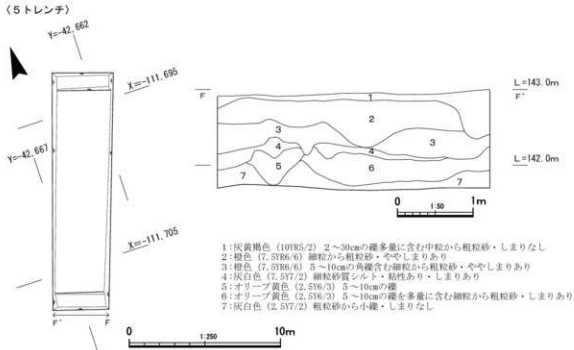 〈5トレンチ〉
Y=-42,662
X=-111,695
Y=-42,667
X=-111,705
F' F
0 1:250 10m
F F'
L=143.0m
L=142.0m
1
2
3 3
4 4
5 6
7 7
0 1:50 1m
1：灰黄褐色（10YR5/2）2～30cmの礫多量に含む中粒から粗粒砂・しまりなし
2：橙色（7.5YR6/6）細粒から粗粒砂・ややしまりあり
3：橙色（7.5YR6/6）5～10cmの角礫含む細粒から粗粒砂・ややしまりあり
4：灰白色（7.5Y7/2）細粒砂質シルト・粘性あり・しまりあり
5：オリーブ黄色（2.5Y6/3）5～10cmの礫
6：オリーブ黄色（2.5Y6/3）5～10cmの礫を多量に含む細粒から粗粒砂・しまりあり
7：灰白色（2.5Y7/2）粗粒砂から小礫・しまりなし